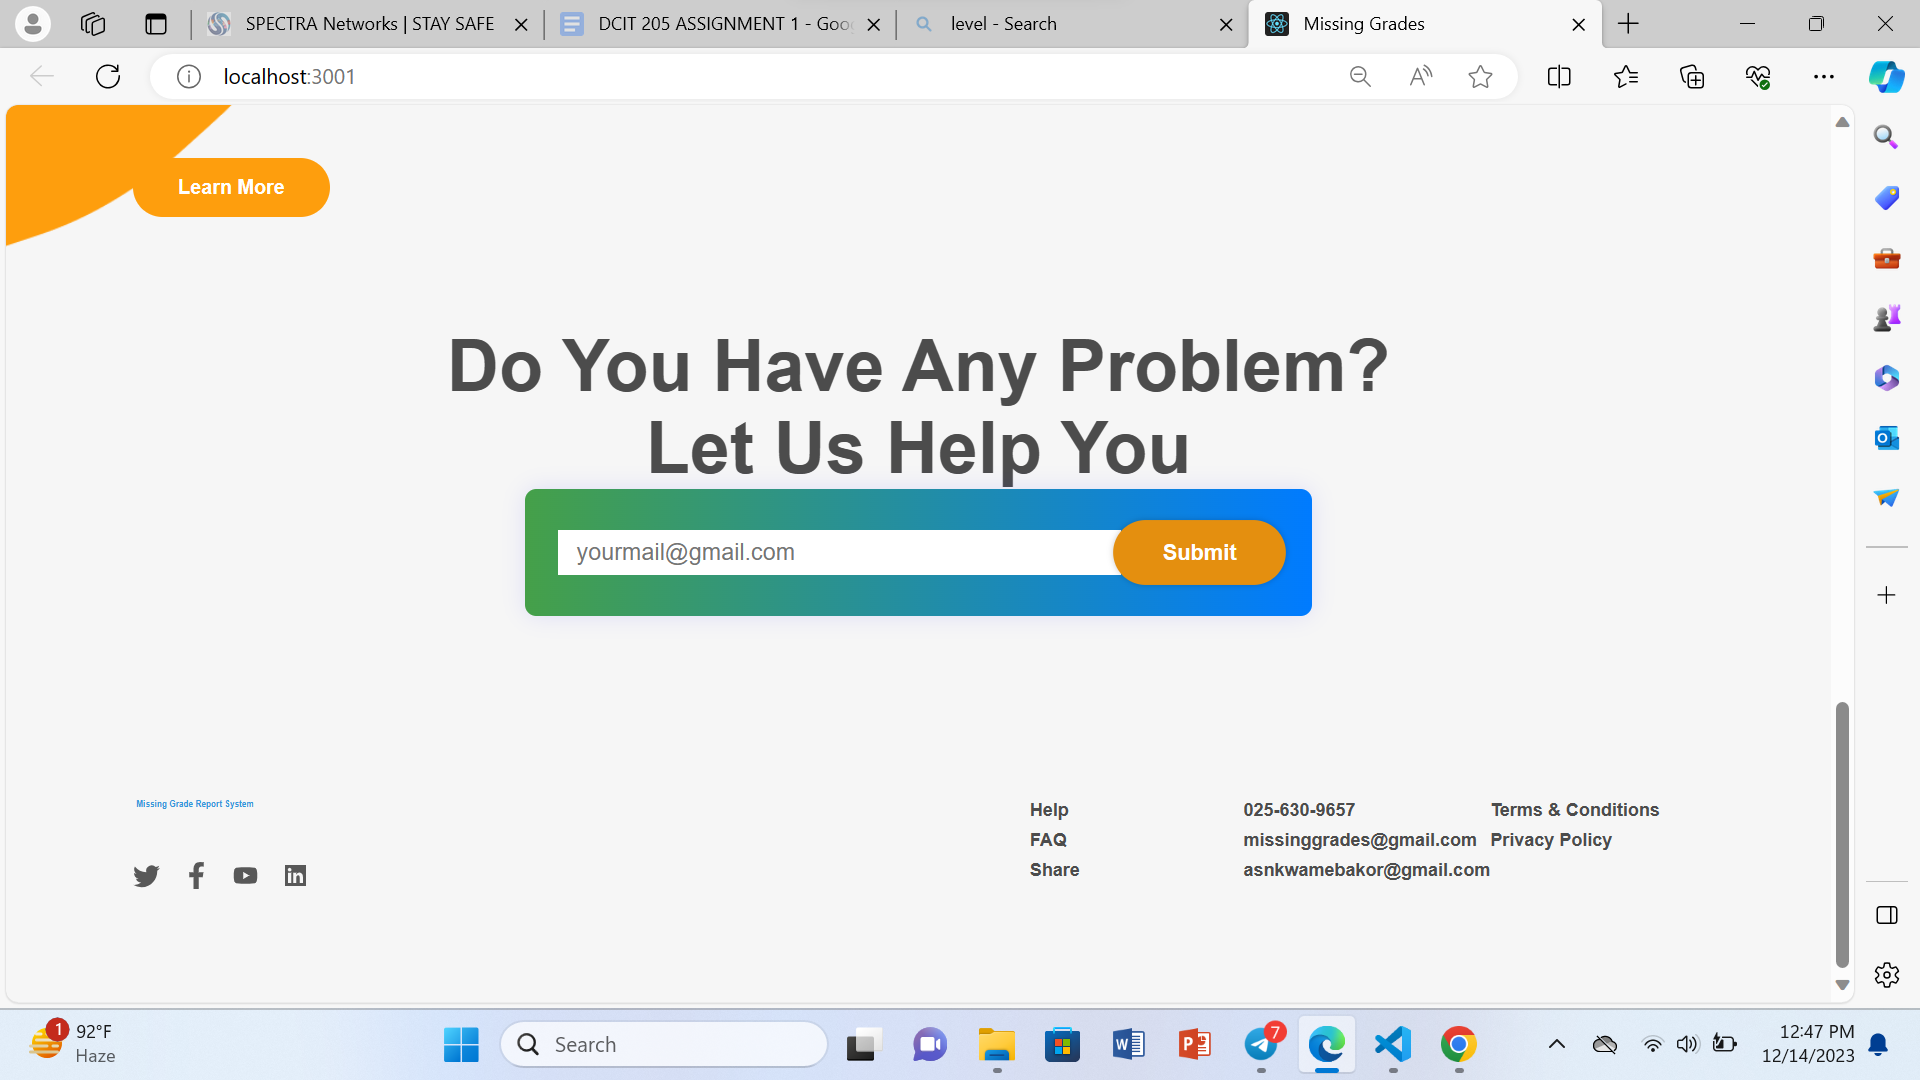 SPECTRA Networks | STAY SAFE
DCIT 205 ASSIGNMENT 1 - Goo
level - Search
Missing Grades
localhost:3001
Learn More
Do You Have Any Problem?
Let Us Help You
yourmail@gmail.com
Submit
Missing Grade Report System
Help
FAQ
Share
025-630-9657
missinggrades@gmail.com
asnkwamebakor@gmail.com
Terms & Conditions
Privacy Policy
1
92°F
Haze
Search
7
12:47 PM
12/14/2023